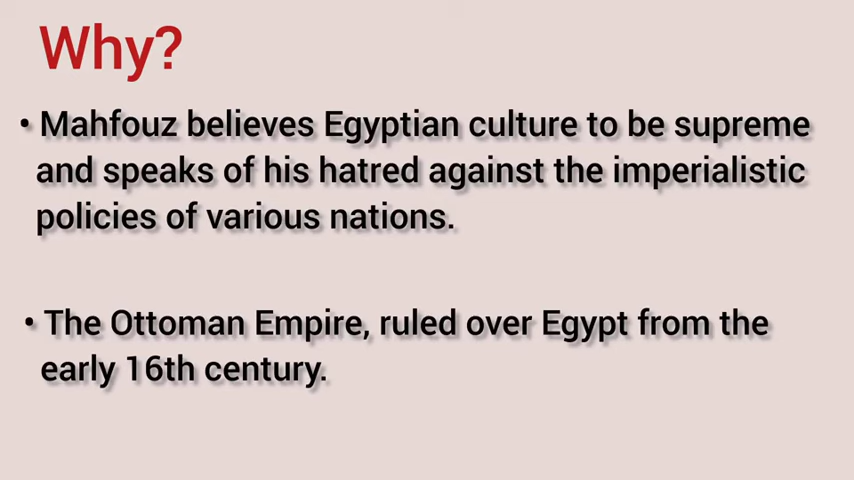 Why?
• Mahfouz believes Egyptian culture to be supreme
and speaks of his hatred against the imperialistic
policies of various nations.
• The Ottoman Empire, ruled over Egypt from the
early 16th century.